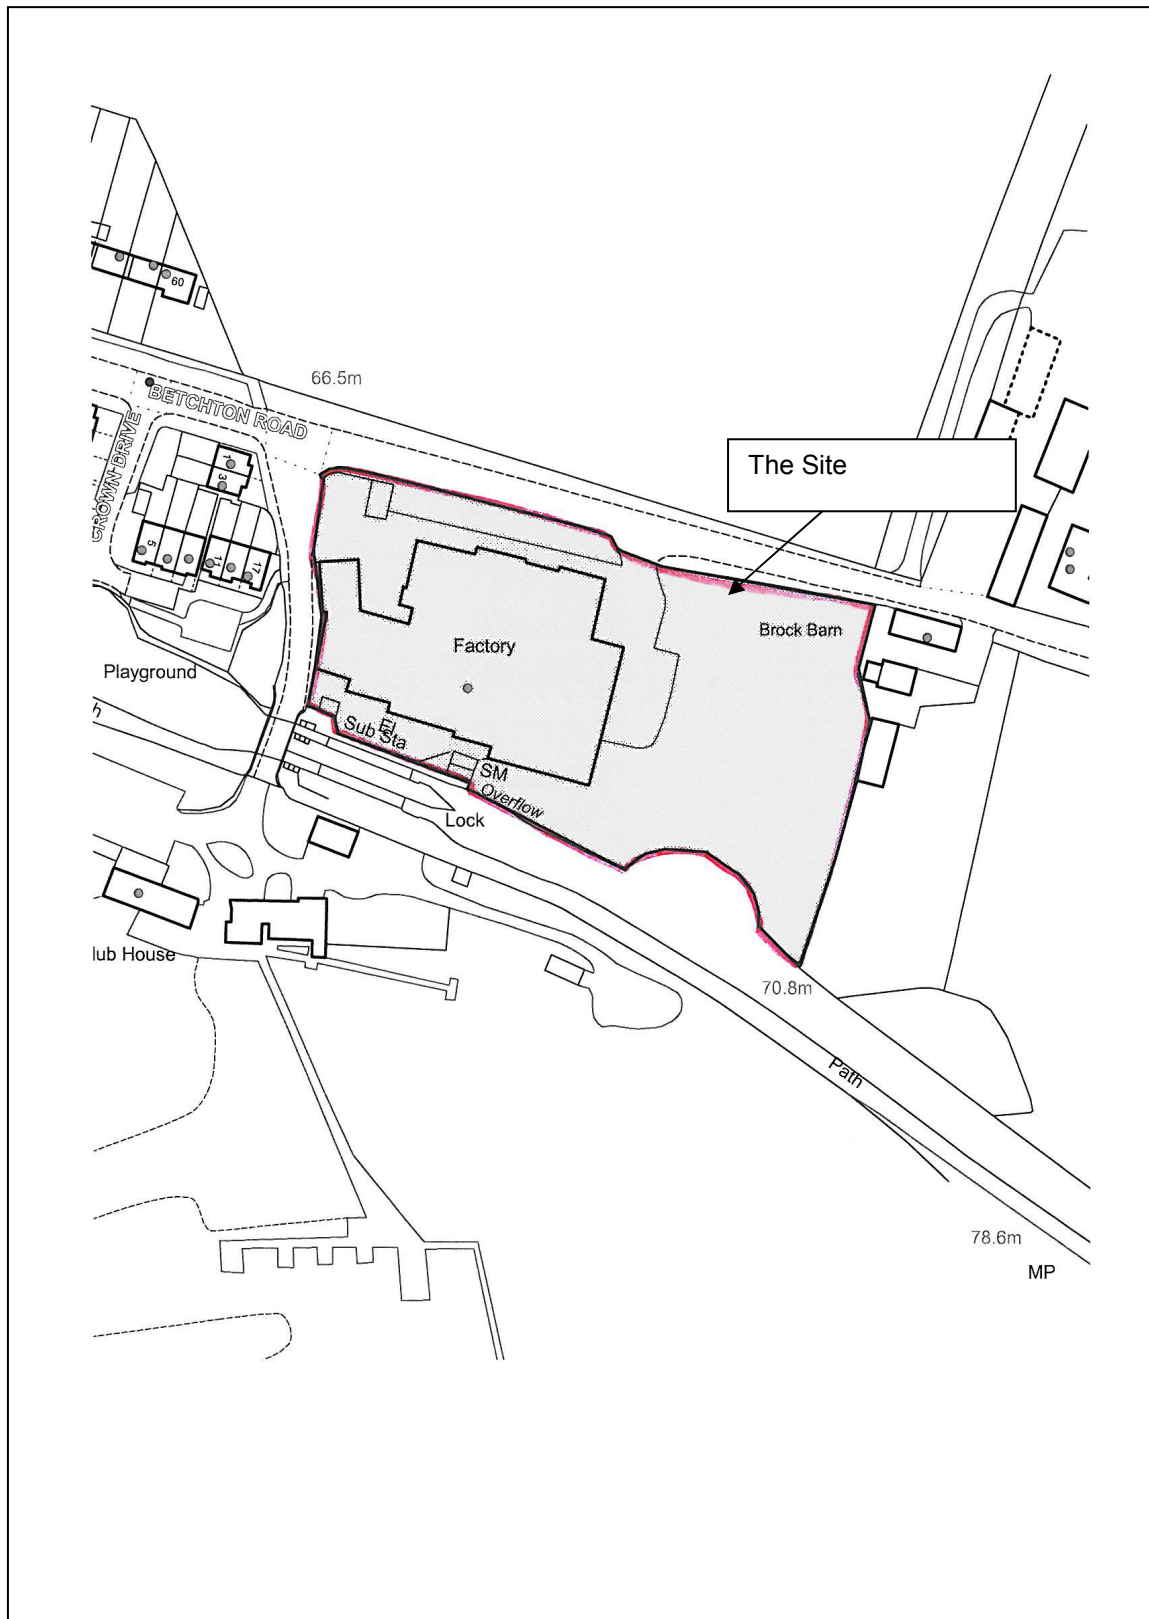 60
66.5m
BETCHTON ROAD
CROWN DRIVE
The Site
1
3
5
11
17
Brock Barn
Factory
Playground
h
El
Sub Sta
SM
Overflow
Lock
lub House
70.8m
Path
78.6m
MP